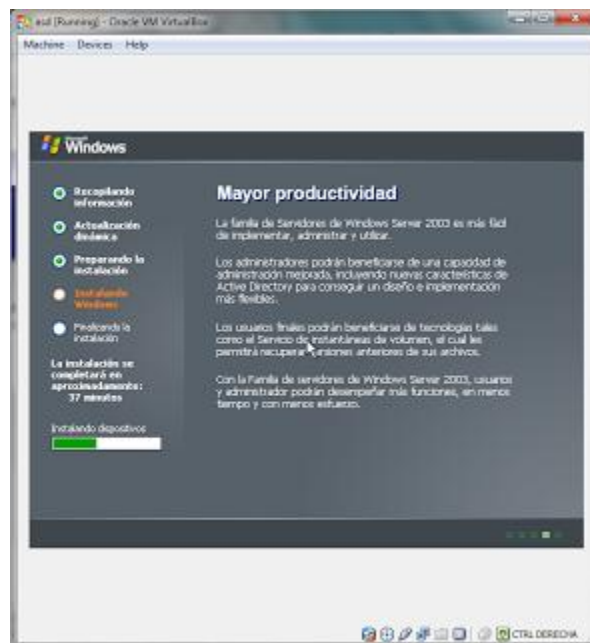 asd [Running] - Oracle VM VirtualBox
Machine Devices Help
Microsoft
Windows
Recopilando
información
Actualización
dinámica
Preparando la
instalación
Instalando
Windows
Finalizando la
instalación
La instalación se
completará en
aproximadamente:
37 minutos
Instalando dispositivos
Mayor productividad
La familia de Servidores de Windows Server 2003 es más fácil
de implementar, administrar y utilizar.
Los administradores podrán beneficiarse de una capacidad de
administración mejorada, incluyendo nuevas características de
Active Directory para conseguir un diseño e implementación
más flexibles.
Los usuarios finales podrán beneficiarse de tecnologías tales
como el Servicio de instantáneas de volumen, el cual les
permitirá recuperar versiones anteriores de sus archivos.
Con la Familia de servidores de Windows Server 2003, usuarios
y administrador podrán desempeñar más funciones, en menos
tiempo y con menos esfuerzo.
CTRL DERECHA